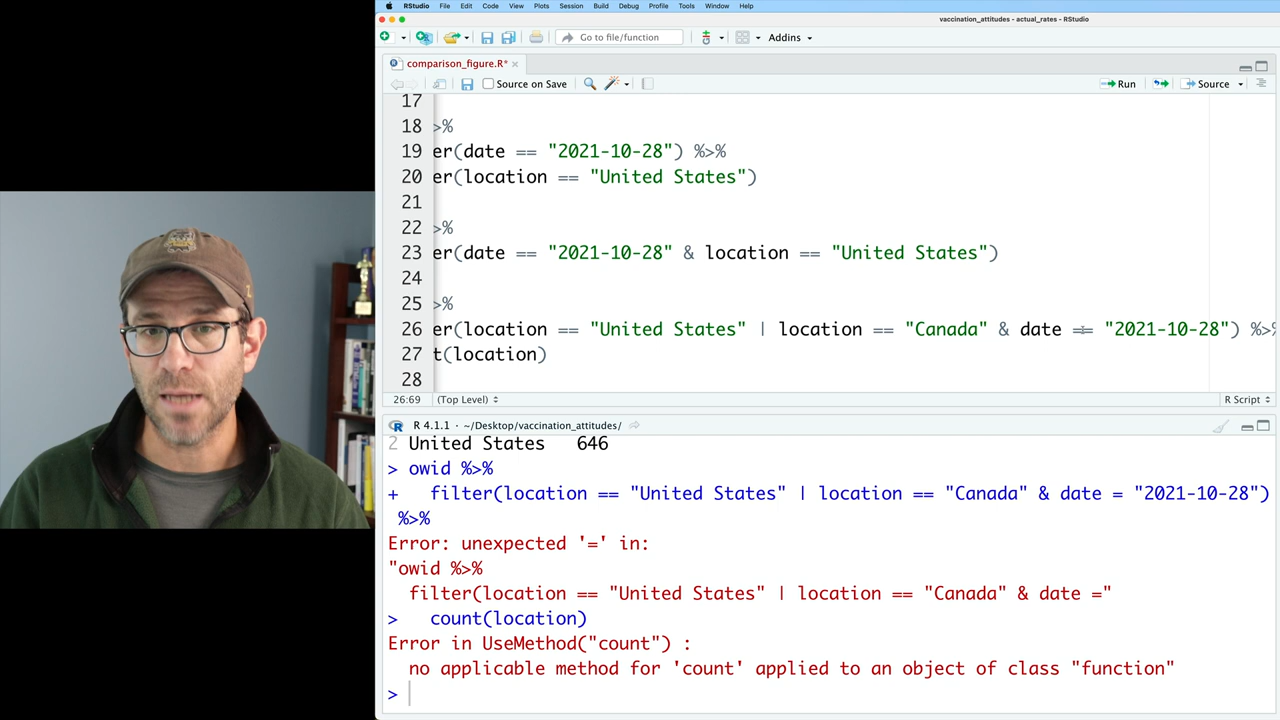 RStudio File Edit Code View Plots Session Build Debug Profile Tools Window Help
vaccination_attitudes - actual_rates - RStudio
Go to file/function
Addins
comparison_figure.R*
Source on Save
Run
Source
17
18 >%
19 er(date == "2021-10-28") %>%
20 er(location == "United States")
21
22 >%
23 er(date == "2021-10-28" & location == "United States")
24
25 >%
26 er(location == "United States" | location == "Canada" & date == "2021-10-28") %>%
27 t(location)
28
26:69 (Top Level) R Script
R 4.1.1 · ~/Desktop/vaccination_attitudes/
2 United States 646
> owid %>%
+ filter(location == "United States" | location == "Canada" & date = "2021-10-28")
%>%
Error: unexpected '=' in:
"owid %>%
filter(location == "United States" | location == "Canada" & date ="
> count(location)
Error in UseMethod("count") :
no applicable method for 'count' applied to an object of class "function"
>